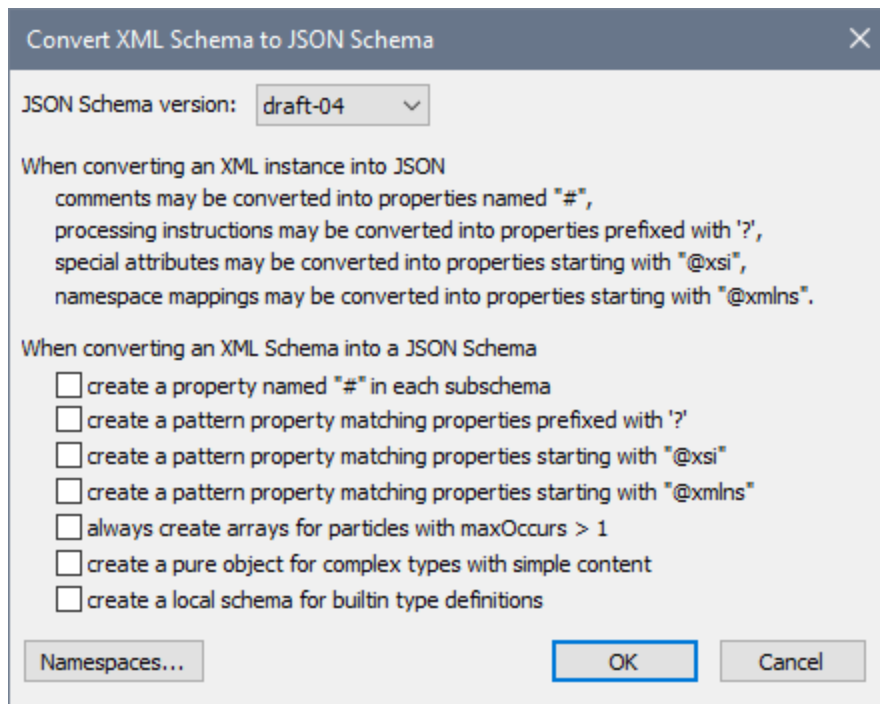 Convert XML Schema to JSON Schema
JSON Schema version: draft-04
When converting an XML instance into JSON
comments may be converted into properties named "#",
processing instructions may be converted into properties prefixed with '?',
special attributes may be converted into properties starting with "@xsi",
namespace mappings may be converted into properties starting with "@xmlns".
When converting an XML Schema into a JSON Schema
create a property named "#" in each subschema
create a pattern property matching properties prefixed with '?'
create a pattern property matching properties starting with "@xsi"
create a pattern property matching properties starting with "@xmlns"
always create arrays for particles with maxOccurs > 1
create a pure object for complex types with simple content
create a local schema for builtin type definitions
Namespaces... OK Cancel